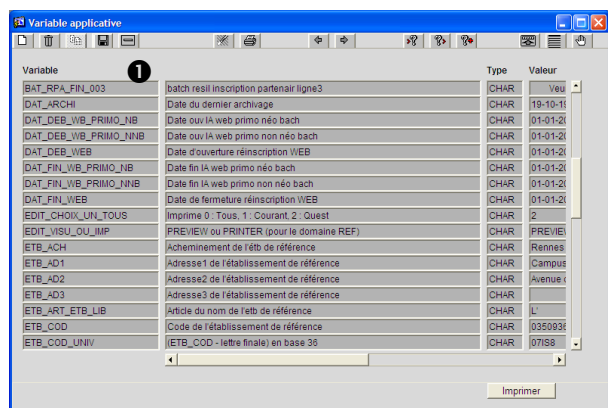 Variable applicative
❶
Variable Type Valeur
BAT_RPA_FIN_003 batch resil inscription partenair ligne3 CHAR Veu
DAT_ARCHI Date du dernier archivage CHAR 19-10-19
DAT_DEB_WB_PRIMO_NB Date ouv IA web primo néo bach CHAR 01-01-20
DAT_DEB_WB_PRIMO_NNB Date ouv IA web primo non néo bach CHAR 01-01-20
DAT_DEB_WEB Date d'ouverture réinscription WEB CHAR 01-01-20
DAT_FIN_WB_PRIMO_NB Date fin IA web primo néo bach CHAR 01-01-20
DAT_FIN_WB_PRIMO_NNB Date fin IA web primo non néo bach CHAR 01-01-20
DAT_FIN_WEB Date de fermeture réinscription WEB CHAR 01-01-20
EDIT_CHOIX_UN_TOUS Imprime 0 : Tous, 1 : Courant, 2 : Quest CHAR 2
EDIT_VISU_OU_IMP PREVIEW ou PRINTER (pour le domaine REF) CHAR PREVIEW
ETB_ACH Acheminement de l'étb de référence CHAR Rennes
ETB_AD1 Adresse1 de l'établissement de référence CHAR Campus
ETB_AD2 Adresse2 de l'établissement de référence CHAR Avenue
ETB_AD3 Adresse3 de l'établissement de référence CHAR
ETB_ART_ETB_LIB Article du nom de l'etb de référence CHAR L'
ETB_COD Code de l'établissement de référence CHAR 0350936
ETB_COD_UNIV (ETB_COD - lettre finale) en base 36 CHAR 07IS8
Imprimer